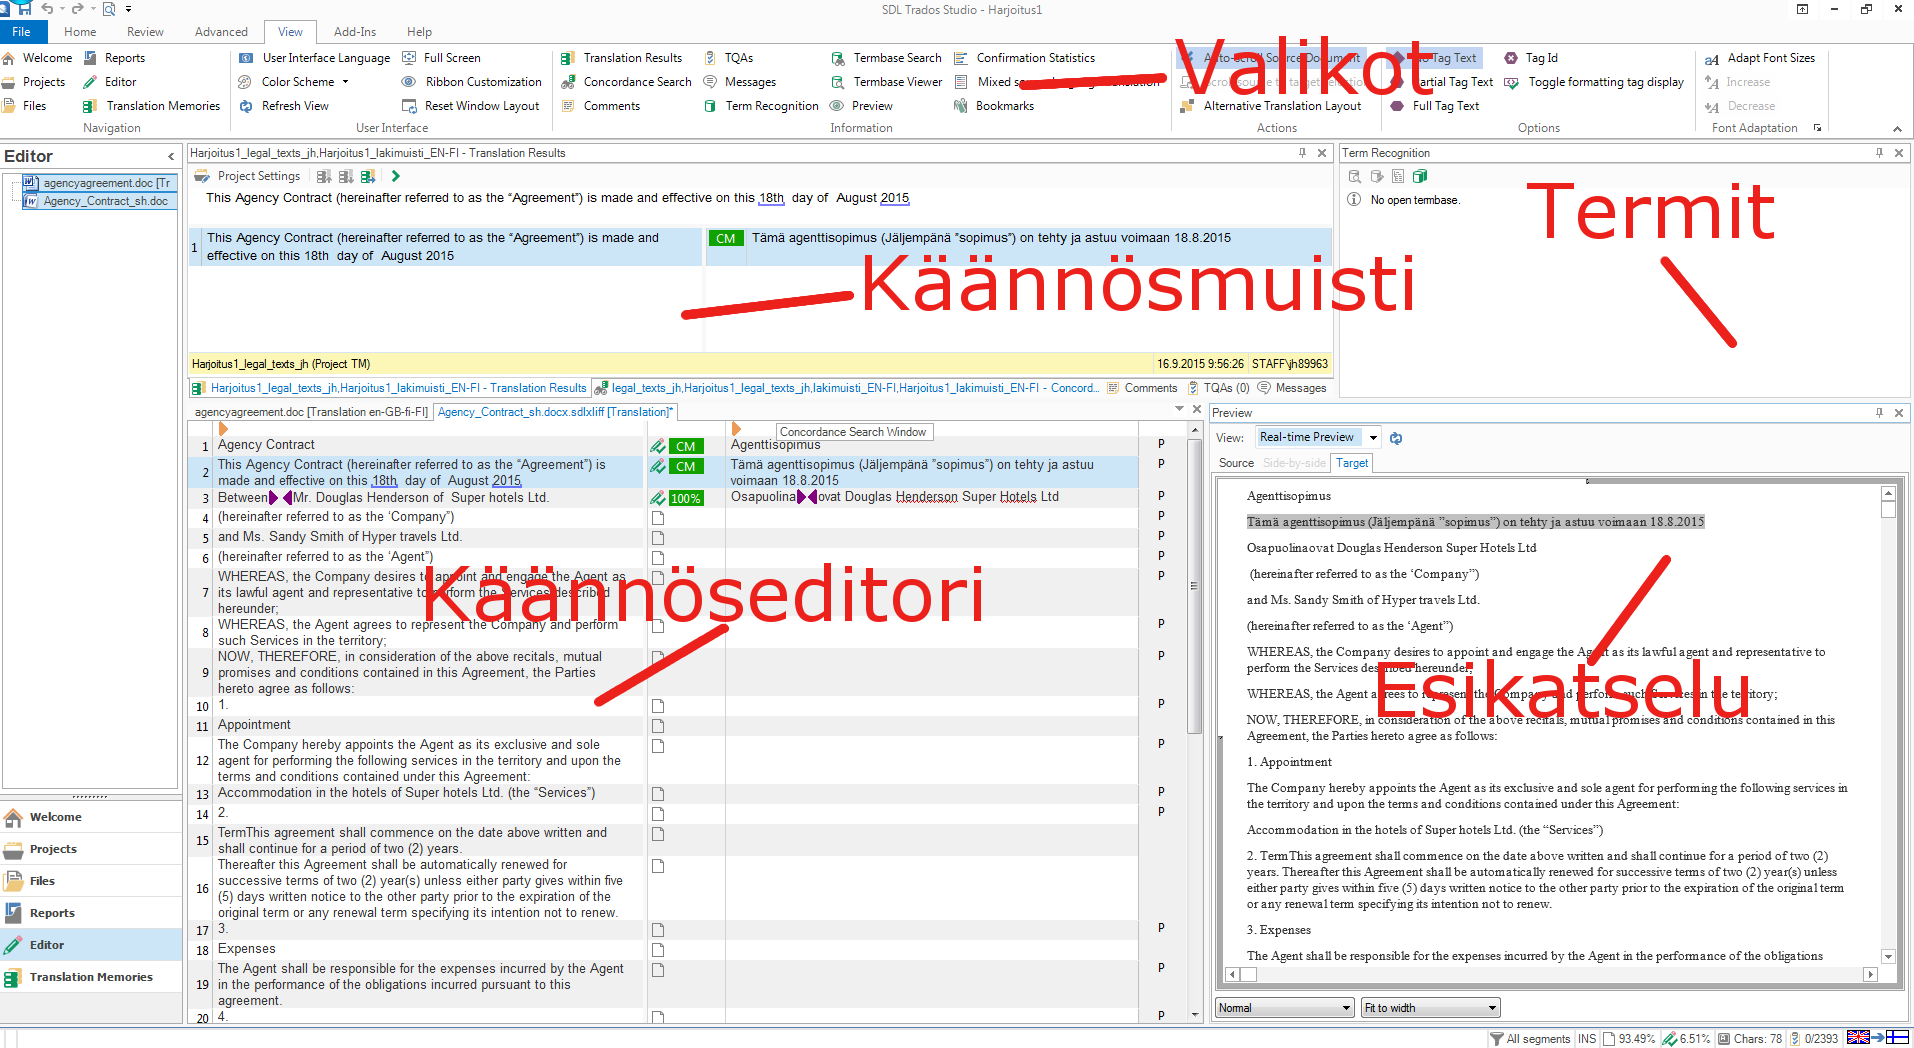 SDL Trados Studio - Harjoitus1
File Home Review Advanced View Add-Ins Help
Welcome Reports User Interface Language Full Screen Translation Results TQAs Termbase Search Confirmation Statistics Auto-scroll Source Document No Tag Text Tag Id Adapt Font Sizes
Projects Editor Color Scheme Ribbon Customization Concordance Search Messages Termbase Viewer Mixed Partial Tag Text Toggle formatting tag display Increase
Files Translation Memories Refresh View Reset Window Layout Comments Term Recognition Preview Bookmarks Alternative Translation Layout Full Tag Text Decrease
Navigation User Interface Information Actions Options Font Adaptation
Valikot
Editor
agencyagreement.doc [Tr
Agency_Contract_sh.doc
Harjoitus1_legal_texts_jh,Harjoitus1_lakimuisti_EN-FI - Translation Results
Project Settings
This Agency Contract (hereinafter referred to as the “Agreement”) is made and effective on this 18th day of August 2015
1 This Agency Contract (hereinafter referred to as the “Agreement”) is made and
effective on this 18th day of August 2015
CM Tämä agenttisopimus (Jäljempänä ”sopimus”) on tehty ja astuu voimaan 18.8.2015
Käännösmuisti
Harjoitus1_legal_texts_jh (Project TM) 16.9.2015 9:56:26 STAFF\jh89963
Harjoitus1_legal_texts_jh,Harjoitus1_lakimuisti_EN-FI - Translation Results legal_texts_jh,Harjoitus1_legal_texts_jh,lakimuisti_EN-FI,Harjoitus1_lakimuisti_EN-FI - Concord... Comments TQAs (0) Messages
Term Recognition
No open termbase.
Termit
agencyagreement.doc [Translation en-GB-fi-FI] Agency_Contract_sh.docx.sdlxliff [Translation]*
Concordance Search Window
1 Agency Contract CM Agenttisopimus P
2 This Agency Contract (hereinafter referred to as the “Agreement”) is CM Tämä agenttisopimus (Jäljempänä ”sopimus”) on tehty ja astuu P
made and effective on this 18th day of August 2015 voimaan 18.8.2015
3 Between Mr. Douglas Henderson of Super hotels Ltd. 100% Osapuolina ovat Douglas Henderson Super Hotels Ltd P
4 (hereinafter referred to as the ‘Company”) P
5 and Ms. Sandy Smith of Hyper travels Ltd. P
6 (hereinafter referred to as the ‘Agent”) P
WHEREAS, the Company desires to appoint and engage the Agent as P
7 its lawful agent and representative to perform the Services described
hereunder;
Käännöseditori
WHEREAS, the Agent agrees to represent the Company and perform P
8 such Services in the territory;
NOW, THEREFORE, in consideration of the above recitals, mutual P
9 promises and conditions contained in this Agreement, the Parties
hereto agree as follows:
10 1. P
11 Appointment P
The Company hereby appoints the Agent as its exclusive and sole P
12 agent for performing the following services in the territory and upon the
terms and conditions contained under this Agreement:
13 Accommodation in the hotels of Super hotels Ltd. (the “Services”) P
14 2. P
15 TermThis agreement shall commence on the date above written and
shall continue for a period of two (2) years.
Thereafter this Agreement shall be automatically renewed for
16 successive terms of two (2) year(s) unless either party gives within five
(5) days written notice to the other party prior to the expiration of the
original term or any renewal term specifying its intention not to renew.
17 3. P
18 Expenses P
The Agent shall be responsible for the expenses incurred by the Agent P
19 in the performance of the obligations incurred pursuant to this
agreement.
20 4. P
Preview
View: Real-time Preview
Source Side-by-side Target
Agenttisopimus
Tämä agenttisopimus (Jäljempänä ”sopimus”) on tehty ja astuu voimaan 18.8.2015
Osapuolinaovat Douglas Henderson Super Hotels Ltd
(hereinafter referred to as the ‘Company”)
and Ms. Sandy Smith of Hyper travels Ltd.
(hereinafter referred to as the ‘Agent”)
WHEREAS, the Company desires to appoint and engage the Agent as its lawful agent and representative to
perform the Services described hereunder;
Esikatselu
WHEREAS, the Agent agrees to represent the Company and perform such Services in the territory;
NOW, THEREFORE, in consideration of the above recitals, mutual promises and conditions contained in this
Agreement, the Parties hereto agree as follows:
1. Appointment
The Company hereby appoints the Agent as its exclusive and sole agent for performing the following services in
the territory and upon the terms and conditions contained under this Agreement:
Accommodation in the hotels of Super hotels Ltd. (the “Services”)
2. TermThis agreement shall commence on the date above written and shall continue for a period of two (2)
years. Thereafter this Agreement shall be automatically renewed for successive terms of two (2) year(s) unless
either party gives within five (5) days written notice to the other party prior to the expiration of the original term
or any renewal term specifying its intention not to renew.
3. Expenses
The Agent shall be responsible for the expenses incurred by the Agent in the performance of the obligations
Normal Fit to width
Welcome
Projects
Files
Reports
Editor
Translation Memories
All segments INS 93.49% 6.51% Chars: 78 0/2393